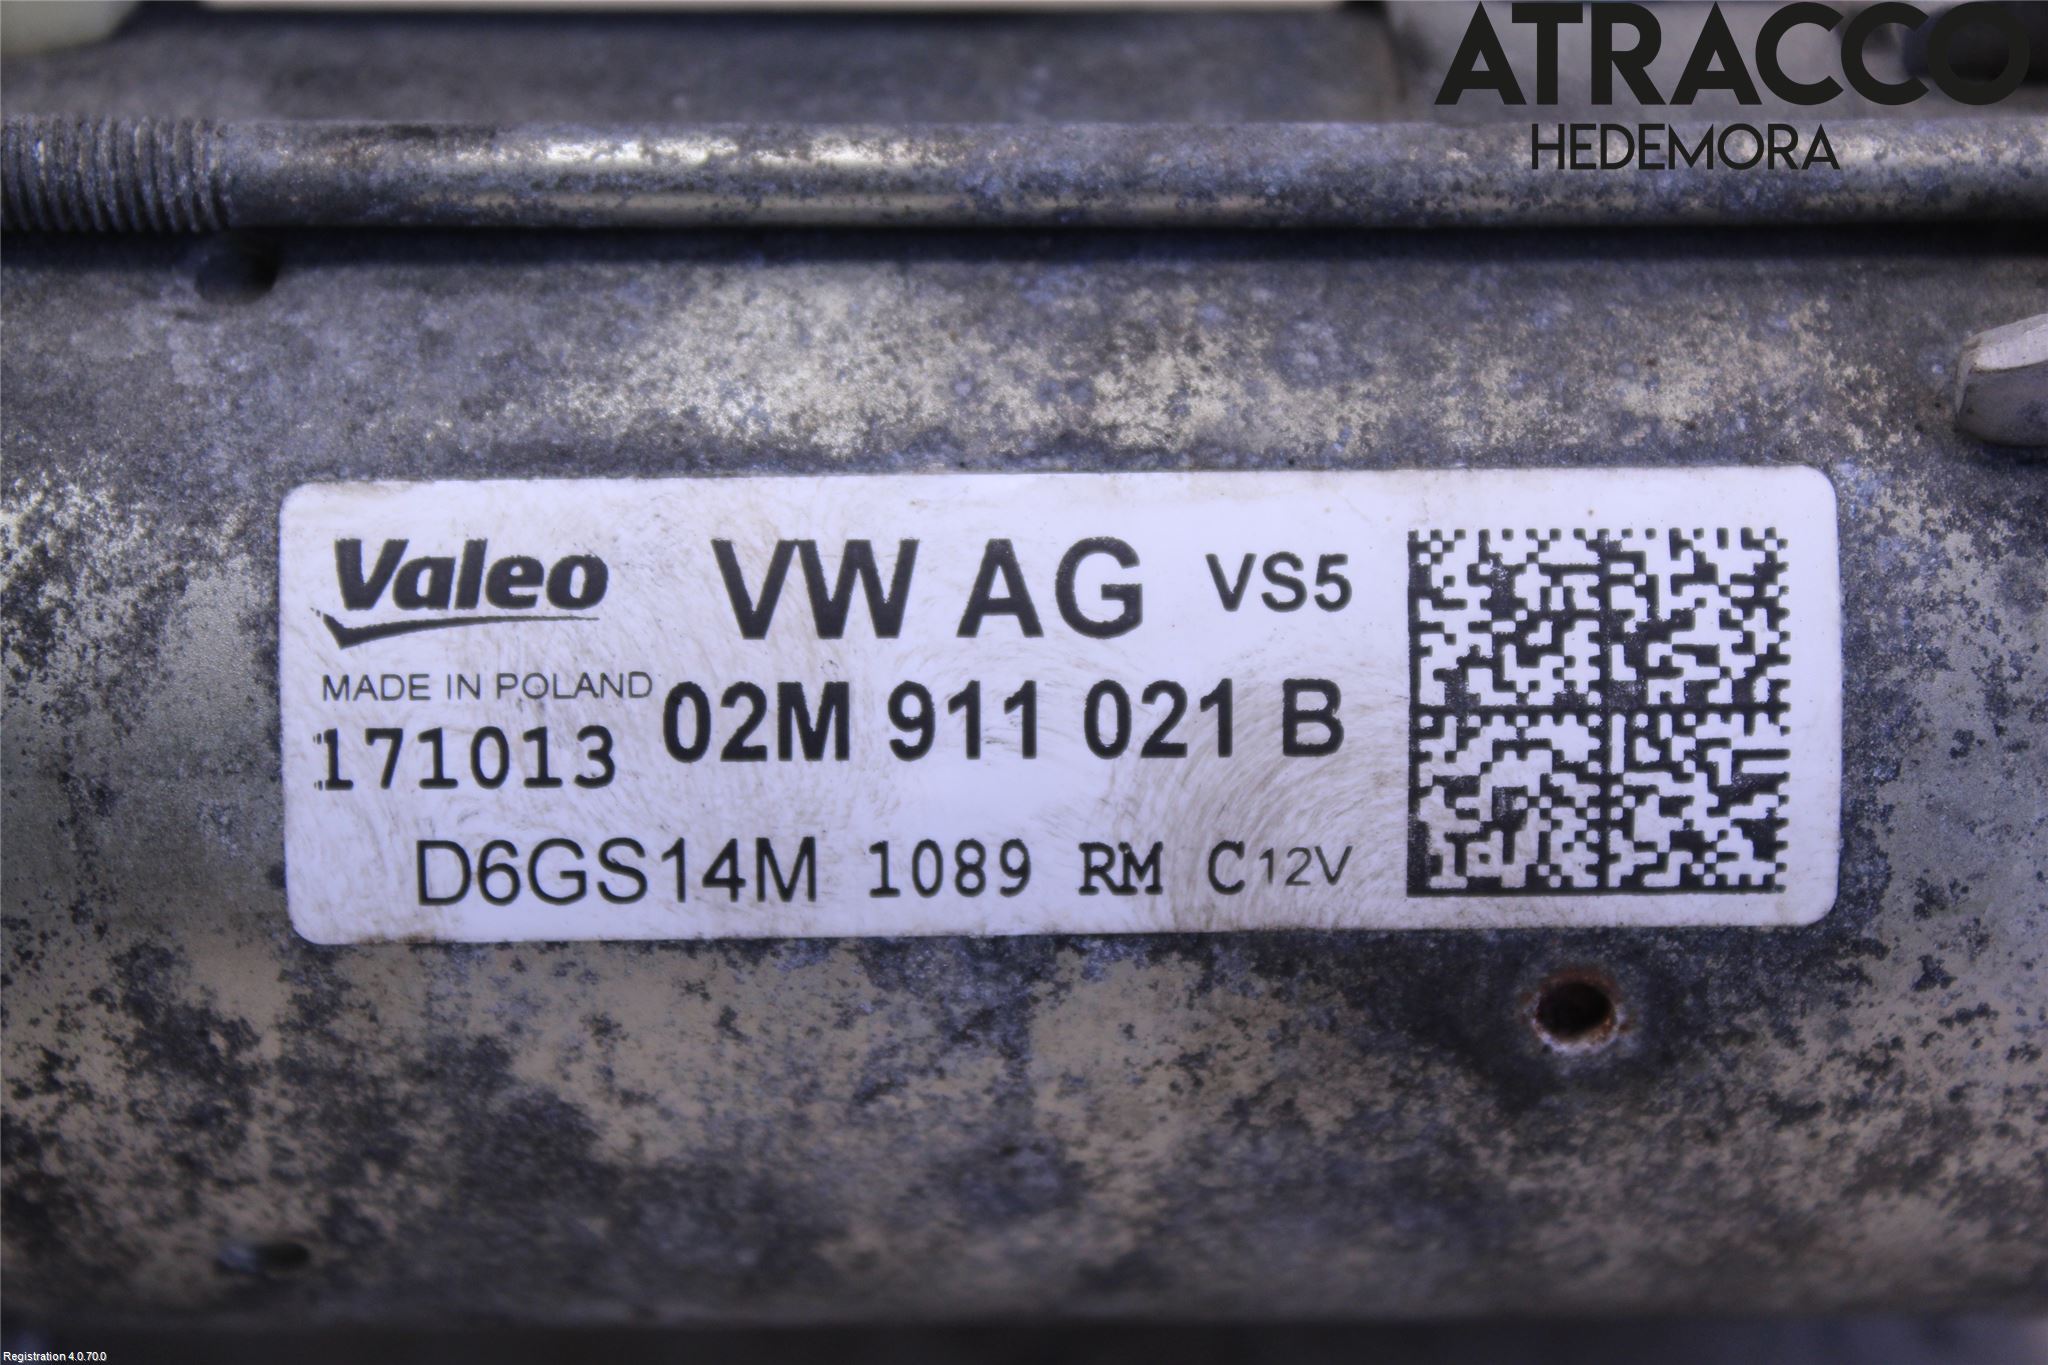 ATRACCO
HEDEMORA
Valeo VW AG VS5
MADE IN POLAND 02M 911 021 B
171013
D6GS14M 1089 RM C 12V
Registration 4.0.70.0